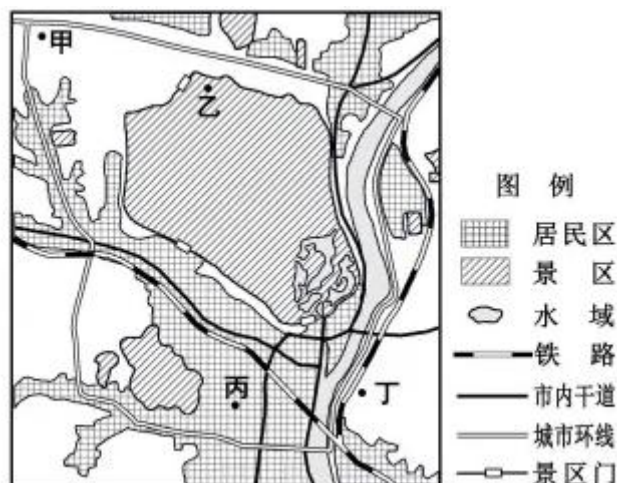 甲
乙
丙
丁
图 例
居民区
景 区
水 域
铁 路
市内干道
城市环线
景区门